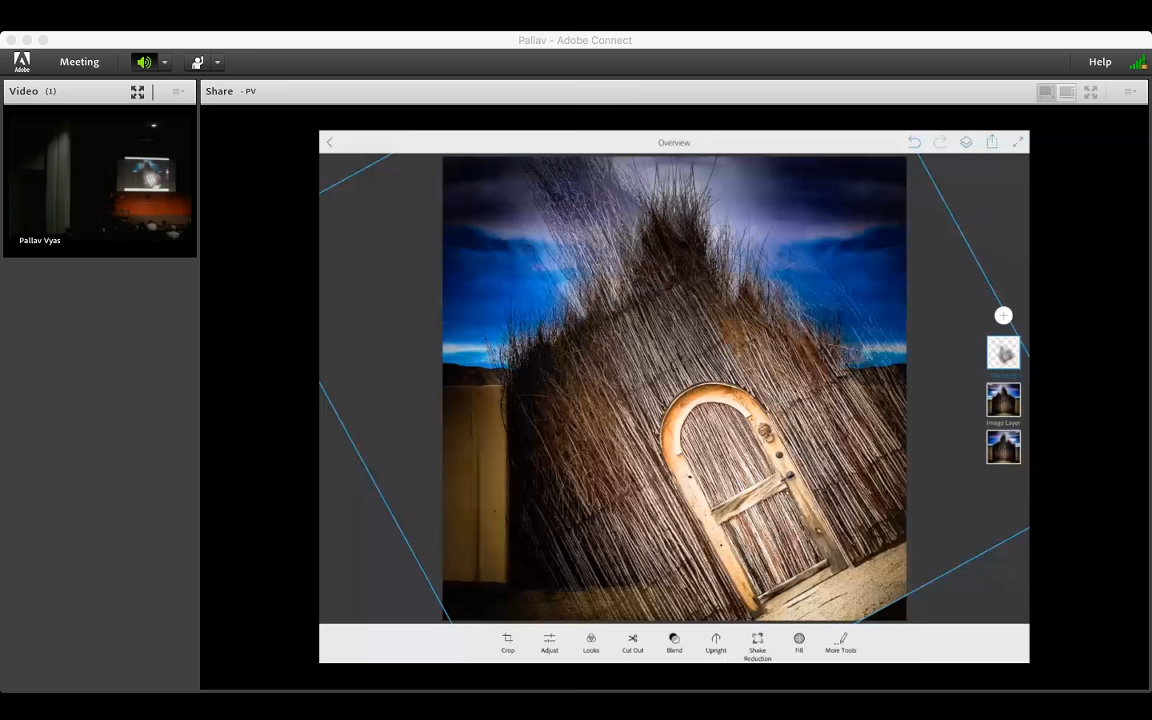 Pallav - Adobe Connect
Adobe
Meeting
Help
Video (1)
Share - PV
Pallav Vyas
Overview
Image Layer
Crop
Adjust
Looks
Cut Out
Blend
Upright
Shake
Reduction
Fill
More Tools